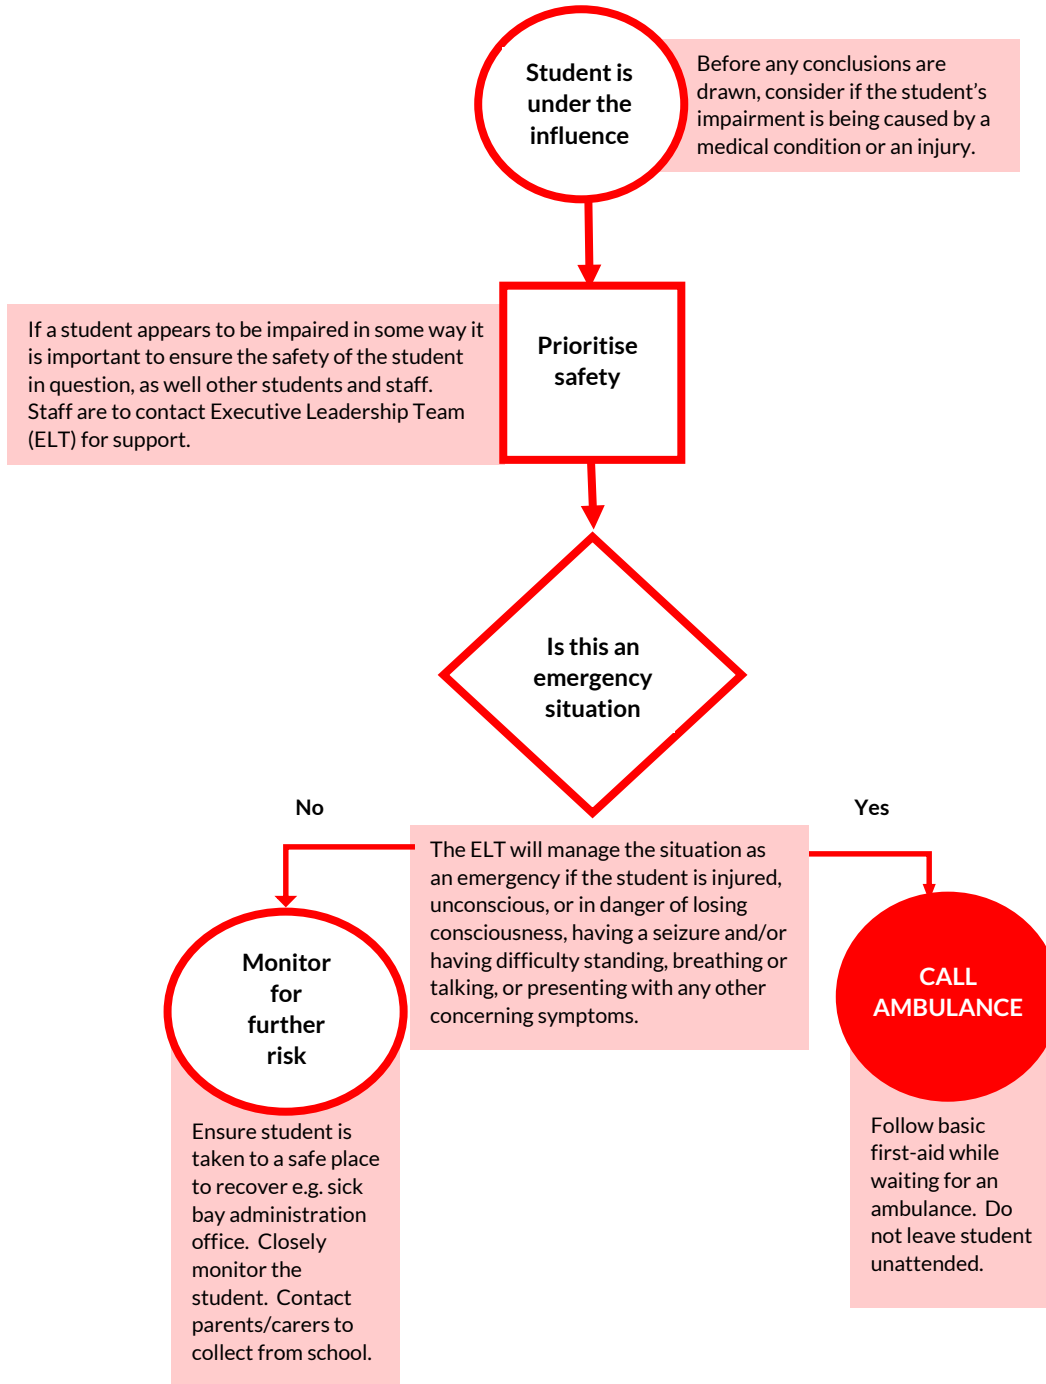 Student is
under the
influence
Before any conclusions are
drawn, consider if the student's
impairment is being caused by a
medical condition or an injury.
If a student appears to be impaired in some way it
is important to ensure the safety of the student
in question, as well other students and staff.
Staff are to contact Executive Leadership Team
(ELT) for support.
Prioritise
safety
Is this an
emergency
situation
No
Yes
The ELT will manage the situation as
an emergency if the student is injured,
unconscious, or in danger of losing
consciousness, having a seizure and/or
having difficulty standing, breathing or
talking, or presenting with any other
concerning symptoms.
Monitor
for
further
risk
Ensure student is
taken to a safe place
to recover e.g. sick
bay administration
office.  Closely
monitor the
student.  Contact
parents/carers to
collect from school.
CALL
AMBULANCE
Follow basic
first-aid while
waiting for an
ambulance.  Do
not leave student
unattended.